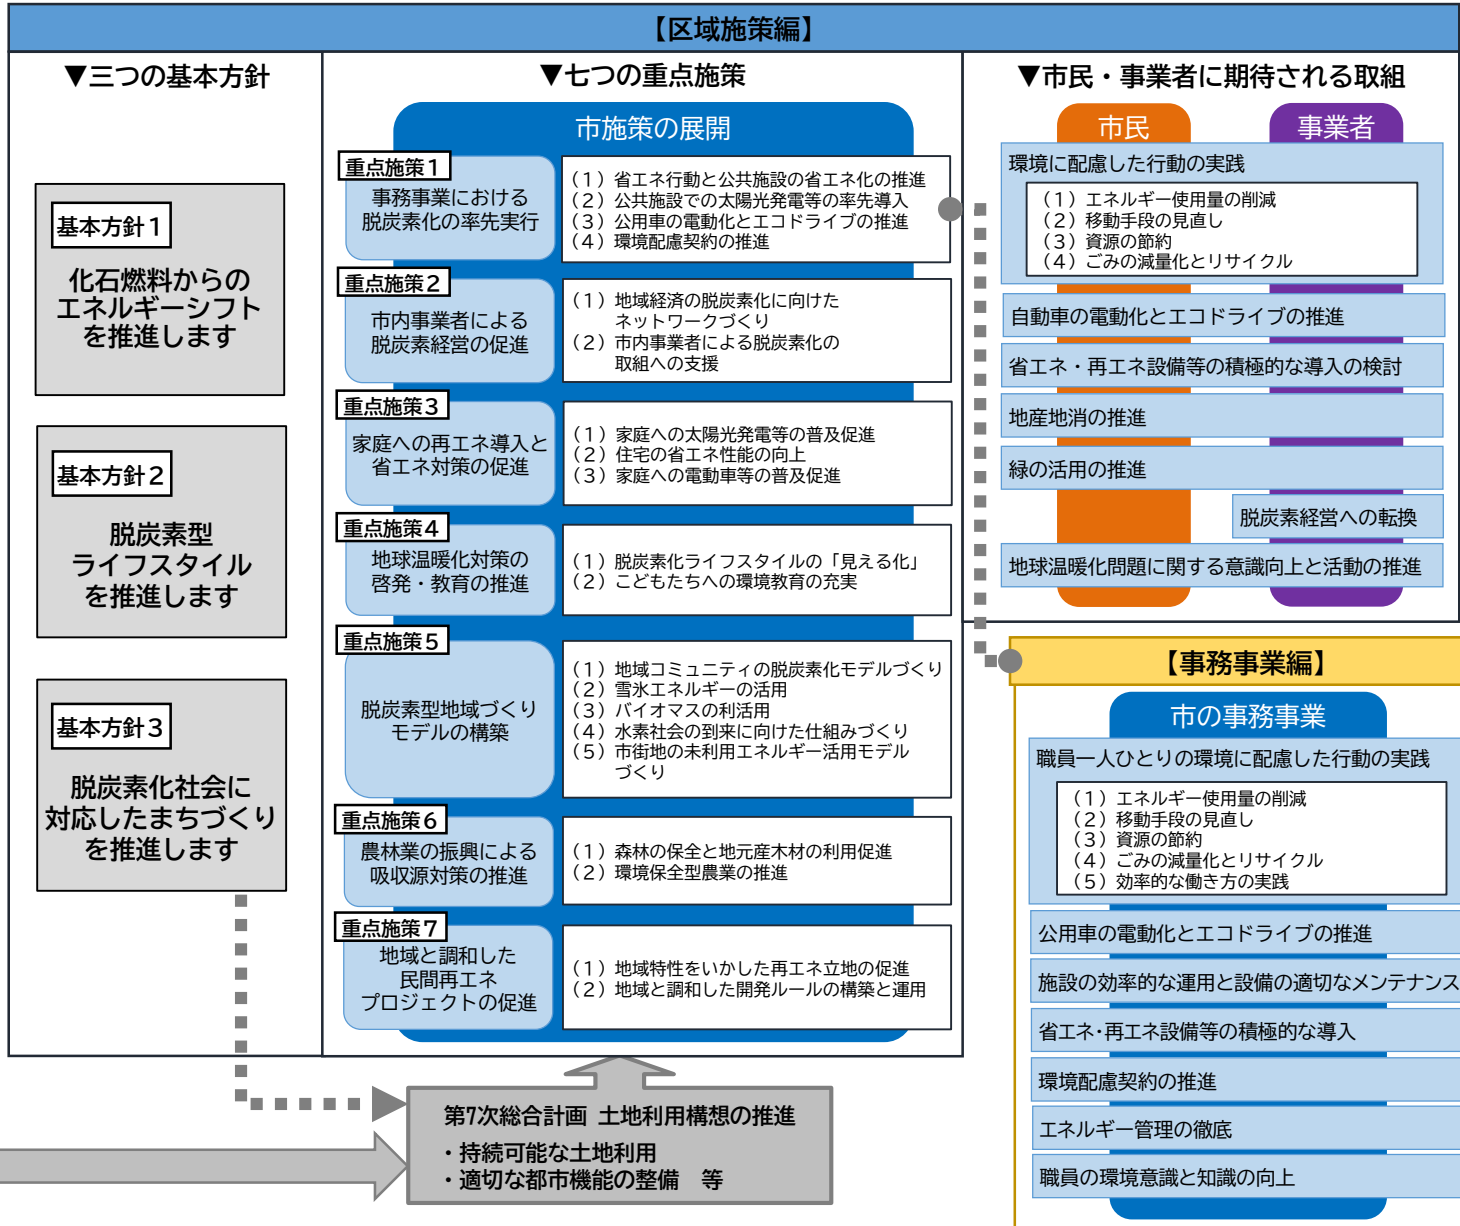 【区域施策編】
▼三つの基本方針
基本方針1
化石燃料からの
エネルギーシフト
を推進します
基本方針2
脱炭素型
ライフスタイル
を推進します
基本方針3
脱炭素化社会に
対応したまちづくり
を推進します
▼七つの重点施策
市施策の展開
重点施策1
事務事業における
脱炭素化の率先実行
(1)省エネ行動と公共施設の省エネ化の推進
(2)公共施設での太陽光発電等の率先導入
(3)公用車の電動化とエコドライブの推進
(4)環境配慮契約の推進
重点施策2
市内事業者による
脱炭素経営の促進
(1)地域経済の脱炭素化に向けた
ネットワークづくり
(2)市内事業者による脱炭素化の
取組への支援
重点施策3
家庭への再エネ導入と
省エネ対策の促進
(1)家庭への太陽光発電等の普及促進
(2)住宅の省エネ性能の向上
(3)家庭への電動車等の普及促進
重点施策4
地球温暖化対策の
啓発・教育の推進
(1)脱炭素化ライフスタイルの「見える化」
(2)こどもたちへの環境教育の充実
重点施策5
脱炭素型地域づくり
モデルの構築
(1)地域コミュニティの脱炭素化モデルづくり
(2)雪氷エネルギーの活用
(3)バイオマスの利活用
(4)水素社会の到来に向けた仕組みづくり
(5)市街地の未利用エネルギー活用モデル
づくり
重点施策6
農林業の振興による
吸収源対策の推進
(1)森林の保全と地元産木材の利用促進
(2)環境保全型農業の推進
重点施策7
地域と調和した
民間再エネ
プロジェクトの促進
(1)地域特性をいかした再エネ立地の促進
(2)地域と調和した開発ルールの構築と運用
▼市民・事業者に期待される取組
市民
事業者
環境に配慮した行動の実践
(1)エネルギー使用量の削減
(2)移動手段の見直し
(3)資源の節約
(4)ごみの減量化とリサイクル
自動車の電動化とエコドライブの推進
省エネ・再エネ設備等の積極的な導入の検討
地産地消の推進
緑の活用の推進
脱炭素経営への転換
地球温暖化問題に関する意識向上と活動の推進
【事務事業編】
市の事務事業
職員一人ひとりの環境に配慮した行動の実践
(1)エネルギー使用量の削減
(2)移動手段の見直し
(3)資源の節約
(4)ごみの減量化とリサイクル
(5)効率的な働き方の実践
公用車の電動化とエコドライブの推進
施設の効率的な運用と設備の適切なメンテナンス
省エネ・再エネ設備等の積極的な導入
環境配慮契約の推進
エネルギー管理の徹底
職員の環境意識と知識の向上
第7次総合計画 土地利用構想の推進
・持続可能な土地利用
・適切な都市機能の整備　等